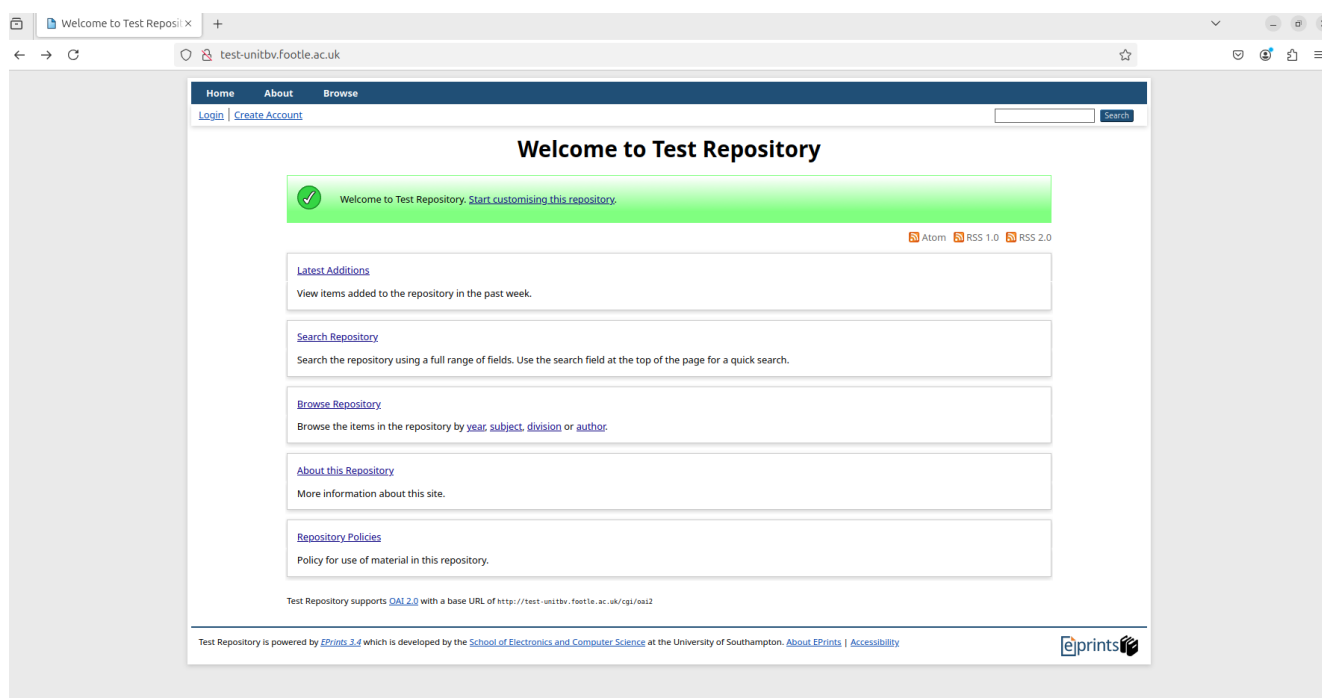 Welcome to Test Reposit
test-unitbv.footle.ac.uk
Home About Browse
Login | Create Account Search
Welcome to Test Repository
Welcome to Test Repository. Start customising this repository.
Atom RSS 1.0 RSS 2.0
Latest Additions
View items added to the repository in the past week.
Search Repository
Search the repository using a full range of fields. Use the search field at the top of the page for a quick search.
Browse Repository
Browse the items in the repository by year, subject, division or author.
About this Repository
More information about this site.
Repository Policies
Policy for use of material in this repository.
Test Repository supports OAI 2.0 with a base URL of http://test-unitbv.footle.ac.uk/cgi/oai2
Test Repository is powered by EPrints 3.4 which is developed by the School of Electronics and Computer Science at the University of Southampton. About EPrints | Accessibility
eprints